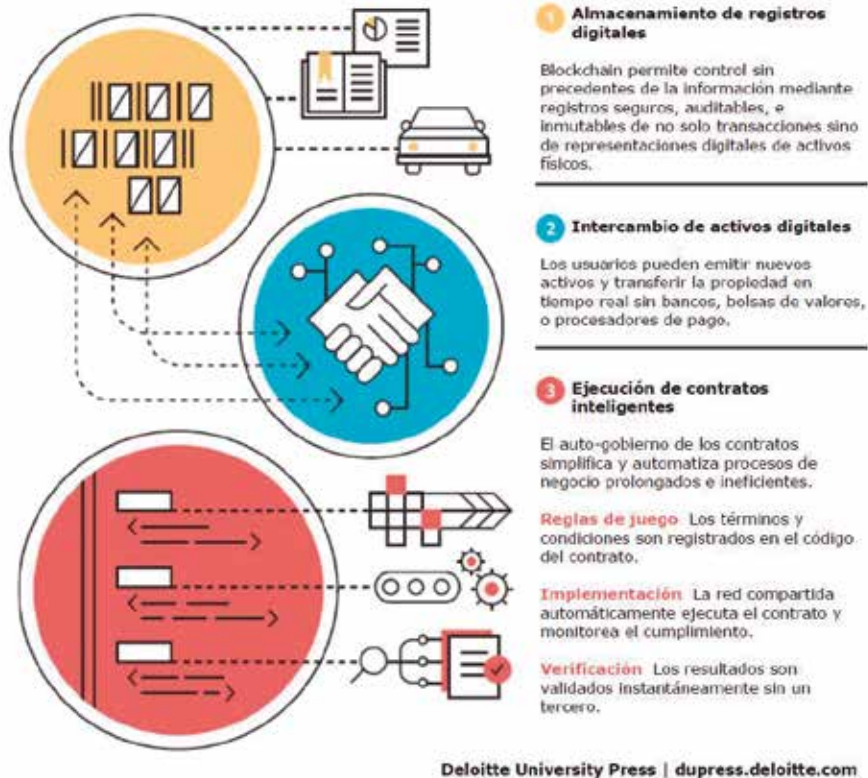 1 Almacenamiento de registros
digitales
Blockchain permite control sin
precedentes de la información mediante
registros seguros, auditables, e
inmutables de no solo transacciones sino
de representaciones digitales de activos
físicos.
2 Intercambio de activos digitales
Los usuarios pueden emitir nuevos
activos y transferir la propiedad en
tiempo real sin bancos, bolsas de valores,
o procesadores de pago.
3 Ejecución de contratos
inteligentes
El auto-gobierno de los contratos
simplifica y automatiza procesos de
negocio prolongados e ineficientes.
Reglas de juego Los términos y
condiciones son registrados en el código
del contrato.
Implementación La red compartida
automáticamente ejecuta el contrato y
monitorea el cumplimiento.
Verificación Los resultados son
validados instantáneamente sin un
tercero.
Deloitte University Press | dupress.deloitte.com